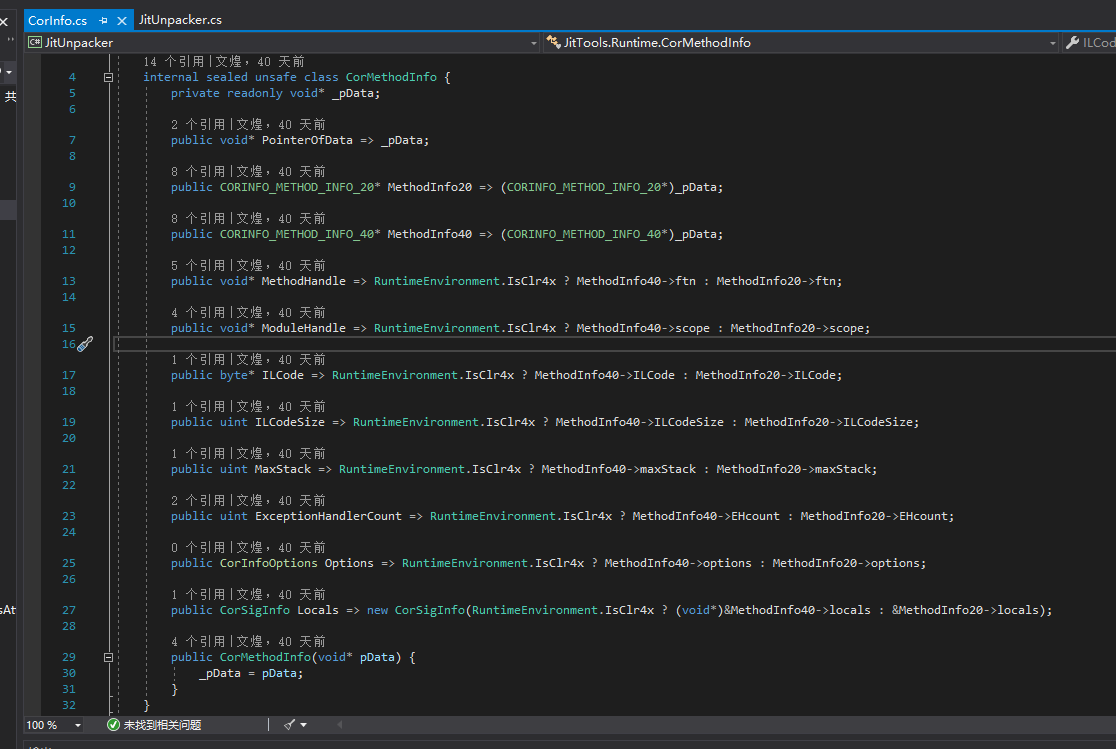 CorInfo.cs
JitUnpacker.cs
C# JitUnpacker
JitTools.Runtime.CorMethodInfo
ILCod
共
14 个引用|文煌，40 天前
4 internal sealed unsafe class CorMethodInfo {
5 private readonly void* _pData;
6
2 个引用|文煌，40 天前
7 public void* PointerOfData => _pData;
8
8 个引用|文煌，40 天前
9 public CORINFO_METHOD_INFO_20* MethodInfo20 => (CORINFO_METHOD_INFO_20*)_pData;
10
8 个引用|文煌，40 天前
11 public CORINFO_METHOD_INFO_40* MethodInfo40 => (CORINFO_METHOD_INFO_40*)_pData;
12
5 个引用|文煌，40 天前
13 public void* MethodHandle => RuntimeEnvironment.IsClr4x ? MethodInfo40->ftn : MethodInfo20->ftn;
14
4 个引用|文煌，40 天前
15 public void* ModuleHandle => RuntimeEnvironment.IsClr4x ? MethodInfo40->scope : MethodInfo20->scope;
16
1 个引用|文煌，40 天前
17 public byte* ILCode => RuntimeEnvironment.IsClr4x ? MethodInfo40->ILCode : MethodInfo20->ILCode;
18
1 个引用|文煌，40 天前
19 public uint ILCodeSize => RuntimeEnvironment.IsClr4x ? MethodInfo40->ILCodeSize : MethodInfo20->ILCodeSize;
20
1 个引用|文煌，40 天前
21 public uint MaxStack => RuntimeEnvironment.IsClr4x ? MethodInfo40->maxStack : MethodInfo20->maxStack;
22
2 个引用|文煌，40 天前
23 public uint ExceptionHandlerCount => RuntimeEnvironment.IsClr4x ? MethodInfo40->EHcount : MethodInfo20->EHcount;
24
0 个引用|文煌，40 天前
25 public CorInfoOptions Options => RuntimeEnvironment.IsClr4x ? MethodInfo40->options : MethodInfo20->options;
26
1 个引用|文煌，40 天前
27 public CorSigInfo Locals => new CorSigInfo(RuntimeEnvironment.IsClr4x ? (void*)&MethodInfo40->locals : &MethodInfo20->locals);
28
sAt
4 个引用|文煌，40 天前
29 public CorMethodInfo(void* pData) {
30 _pData = pData;
31 }
32 }
100 %
未找到相关问题